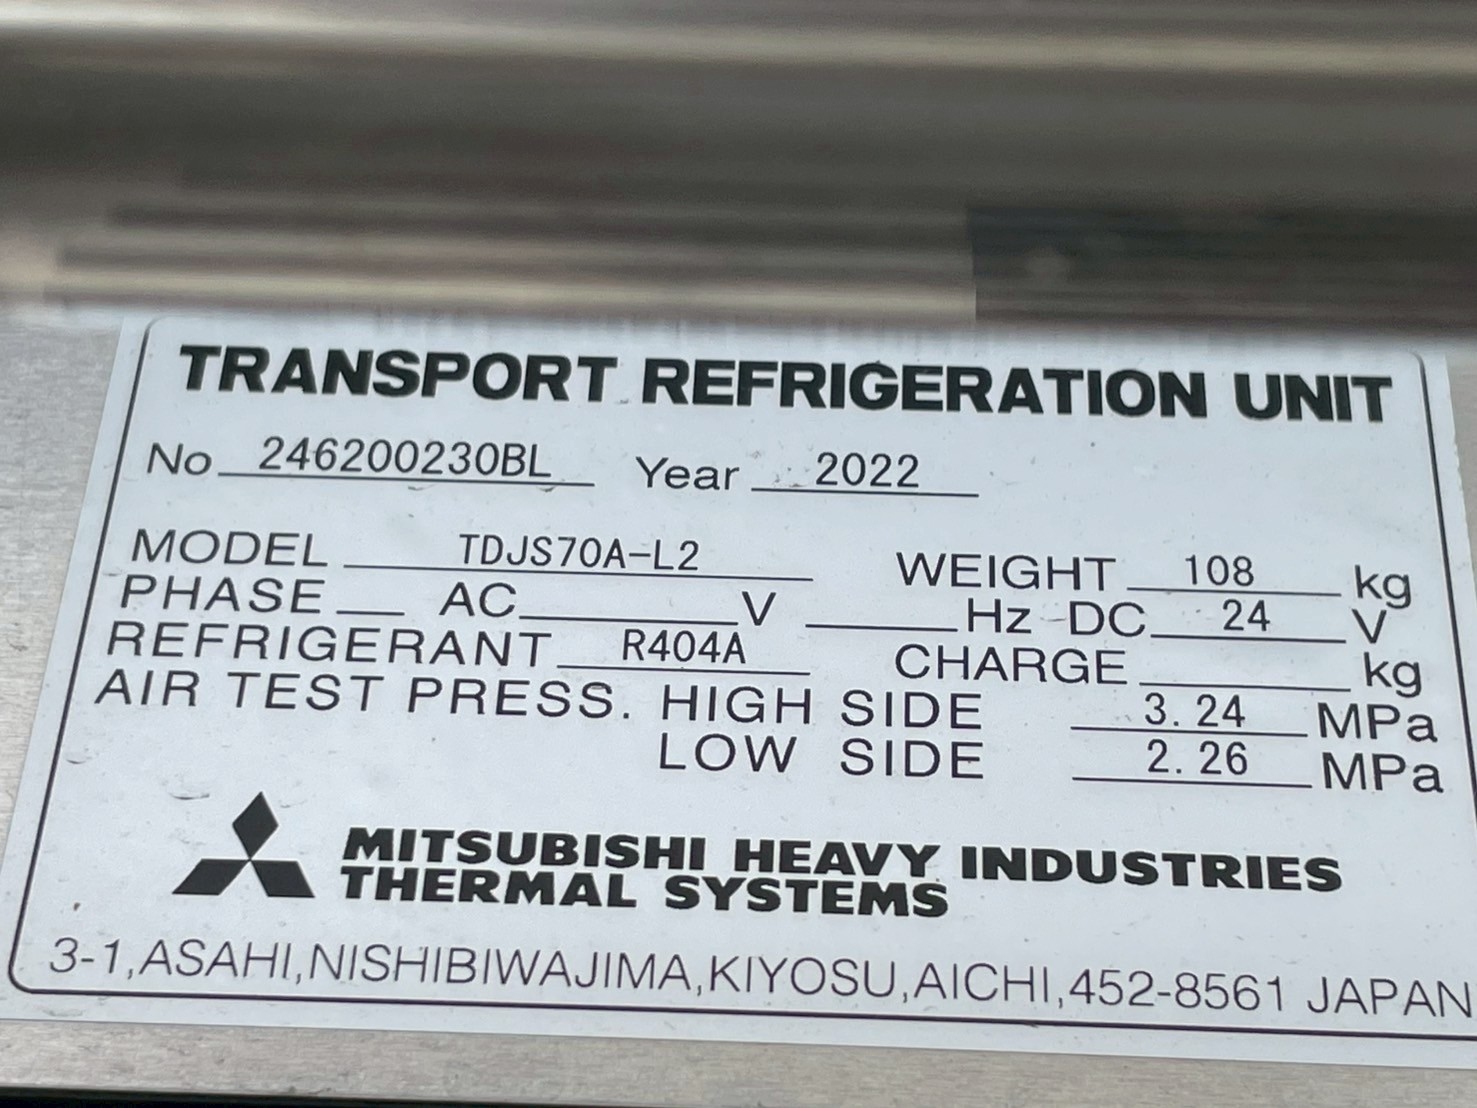 TRANSPORT REFRIGERATION UNIT
No 246200230BL Year 2022
MODEL TDJS70A-L2 WEIGHT 108 kg
PHASE AC V Hz DC 24 V
REFRIGERANT R404A CHARGE kg
AIR TEST PRESS. HIGH SIDE 3.24 MPa
LOW SIDE 2.26 MPa
MITSUBISHI HEAVY INDUSTRIES
THERMAL SYSTEMS
3-1,ASAHI,NISHIBIWAJIMA,KIYOSU,AICHI,452-8561 JAPAN